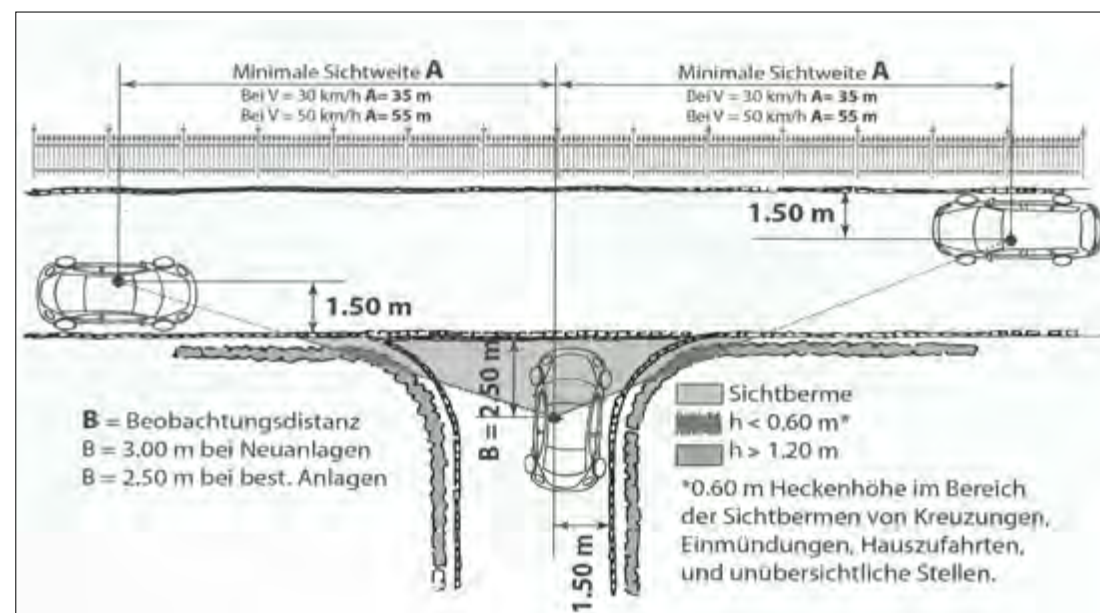 Minimale Sichtweite A
Bei V = 30 km/h A= 35 m
Bei V = 50 km/h A= 55 m
Minimale Sichtweite A
Bei V = 30 km/h A= 35 m
Bei V = 50 km/h A= 55 m
1.50 m
1.50 m
B = 2.50 m
B = Beobachtungsdistanz
B = 3.00 m bei Neuanlagen
B = 2.50 m bei best. Anlagen
1.50 m
Sichtberme
h < 0.60 m*
h > 1.20 m
*0.60 m Heckenhöhe im Bereich
der Sichtbermen von Kreuzungen,
Einmündungen, Hauszufahrten,
und unübersichtliche Stellen.